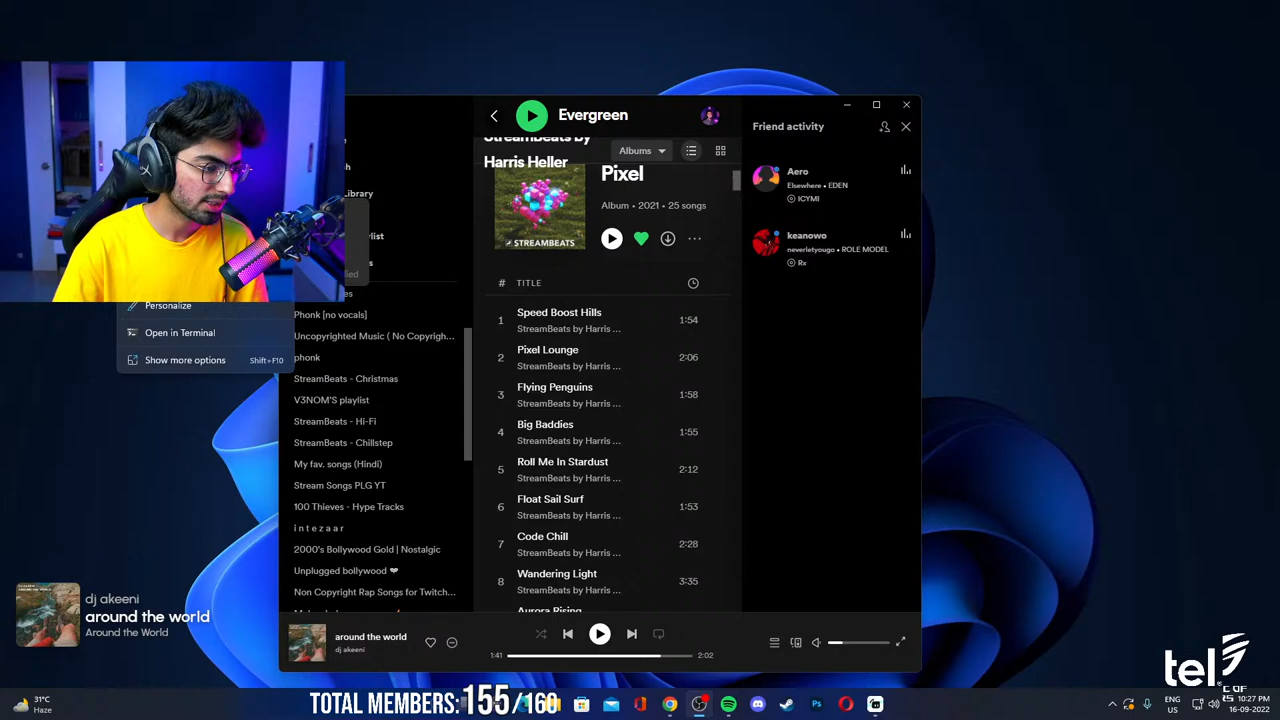 Evergreen
StreamBeats by
Harris Heller
Albums
Pixel
Album • 2021 • 25 songs
STREAMBEATS
# TITLE
1 Speed Boost Hills 1:54
StreamBeats by Harris ...
2 Pixel Lounge 2:06
StreamBeats by Harris ...
3 Flying Penguins 1:58
StreamBeats by Harris ...
4 Big Baddies 1:55
StreamBeats by Harris ...
5 Roll Me In Stardust 2:12
StreamBeats by Harris ...
6 Float Sail Surf 1:53
StreamBeats by Harris ...
7 Code Chill 2:28
StreamBeats by Harris ...
8 Wandering Light 3:35
StreamBeats by Harris ...
Aurora Rising
Friend activity
Aero
Elsewhere • EDEN
ICYMI
keanowo
neverletyougo • ROLE MODEL
Rx
Library
Personalize
Open in Terminal
Show more options Shift+F10
Phonk [no vocals]
Uncopyrighted Music ( No Copyrigh...
phonk
StreamBeats - Christmas
V3NOM'S playlist
StreamBeats - Hi-Fi
StreamBeats - Chillstep
My fav. songs (Hindi)
Stream Songs PLG YT
100 Thieves - Hype Tracks
i n t e z a a r
2000's Bollywood Gold | Nostalgic
Unplugged bollywood ❤
Non Copyright Rap Songs for Twitch...
around the world
dj akeeni
1:41 2:02
dj akeeni
around the world
Around The World
tel
31°C
Haze
TOTAL MEMBERS: 155/160
ENG
US
10:27 PM
16-09-2022